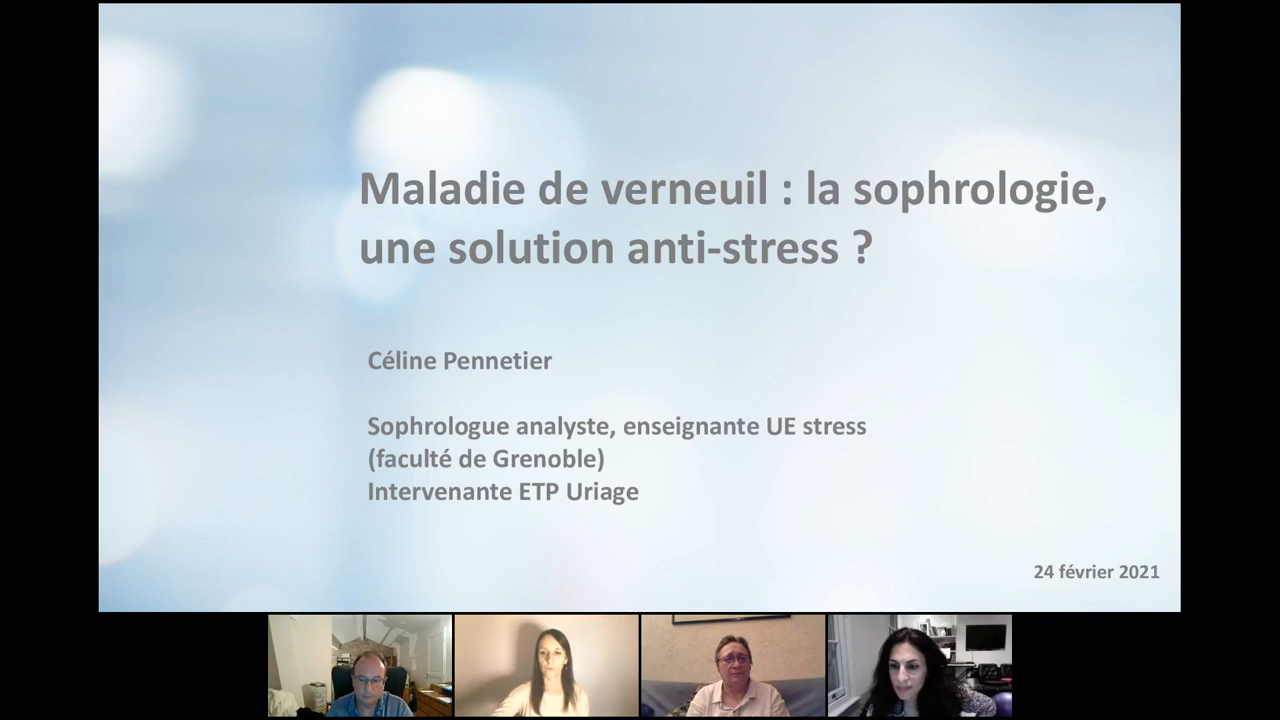 Maladie de verneuil : la sophrologie,
une solution anti-stress ?
Céline Pennetier
Sophrologue analyste, enseignante UE stress
(faculté de Grenoble)
Intervenante ETP Uriage
24 février 2021